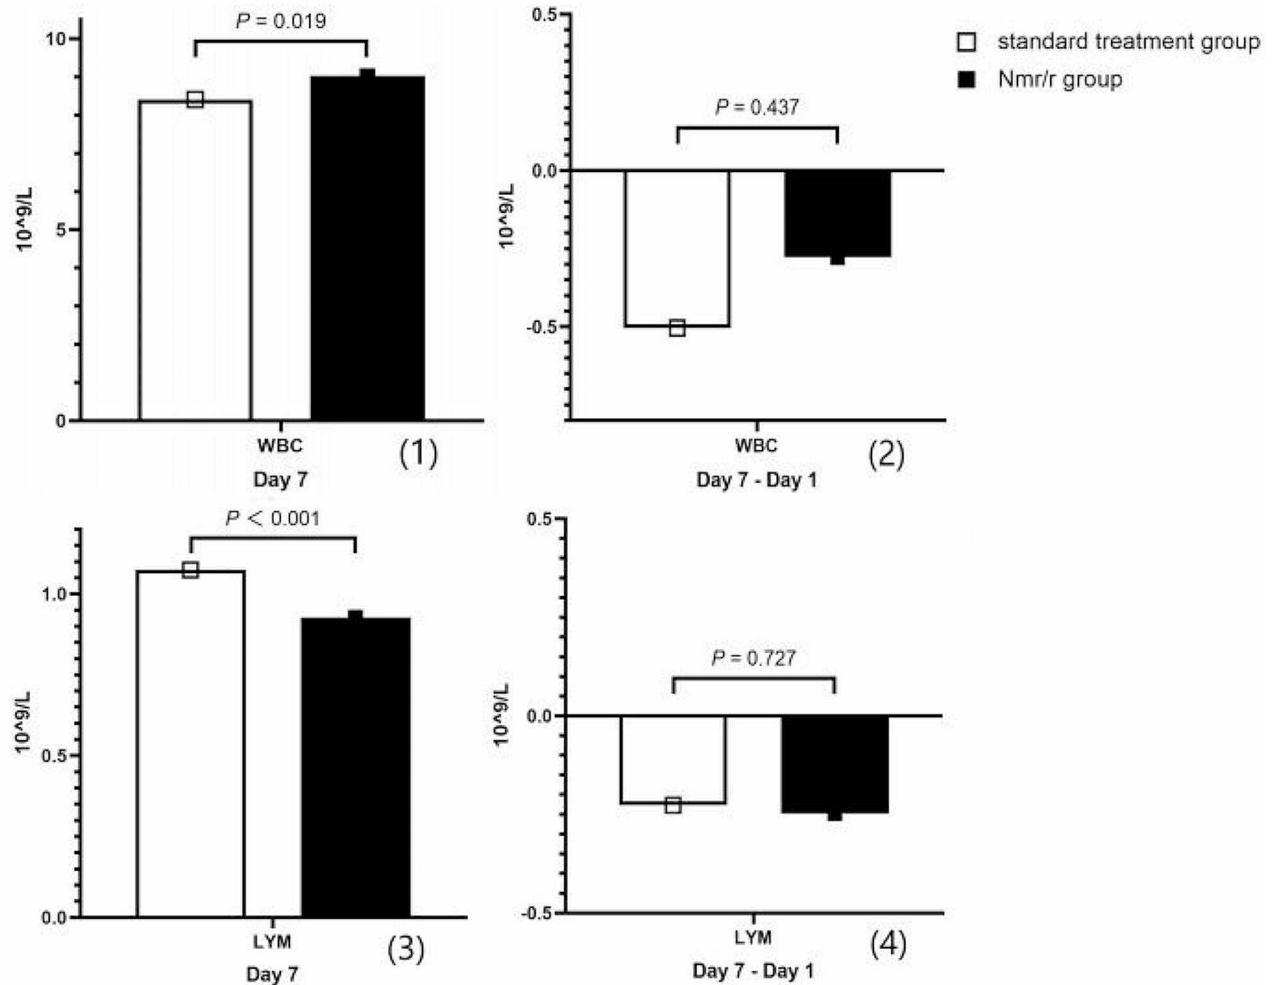 P = 0.019
10
5
0
10^9/L
WBC
(1)
Day 7
0.5
P = 0.437
0.0
-0.5
10^9/L
WBC
(2)
Day 7 - Day 1
standard treatment group
Nmr/r group
P < 0.001
1.0
0.5
0.0
10^9/L
LYM
(3)
Day 7
0.5
P = 0.727
0.0
-0.5
10^9/L
LYM
(4)
Day 7 - Day 1